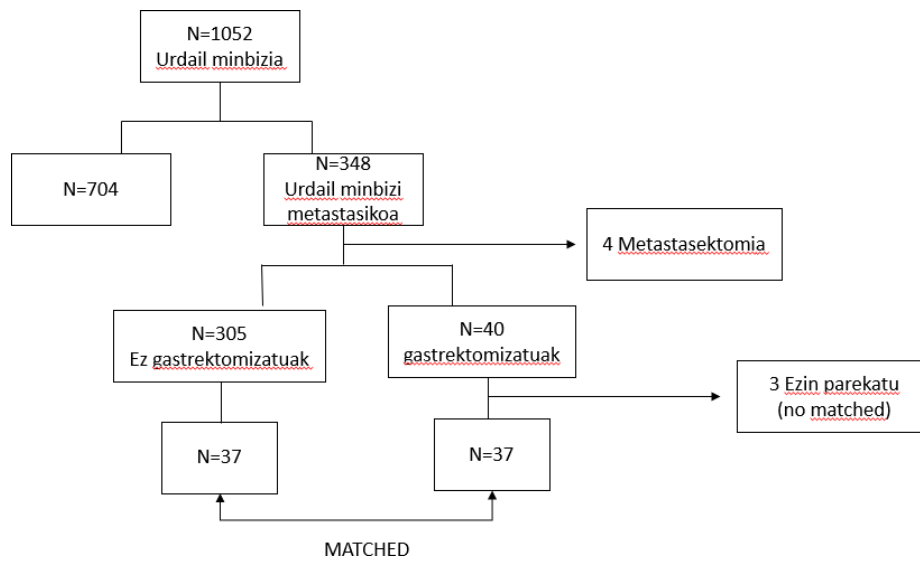 N=1052
Urdail minbizia
N=704
N=348
Urdail minbizi
metastasikoa
4 Metastasektomia
N=305
Ez gastrektomizatuak
N=40
gastrektomizatuak
3 Ezin parekatu
(no matched)
N=37
N=37
MATCHED